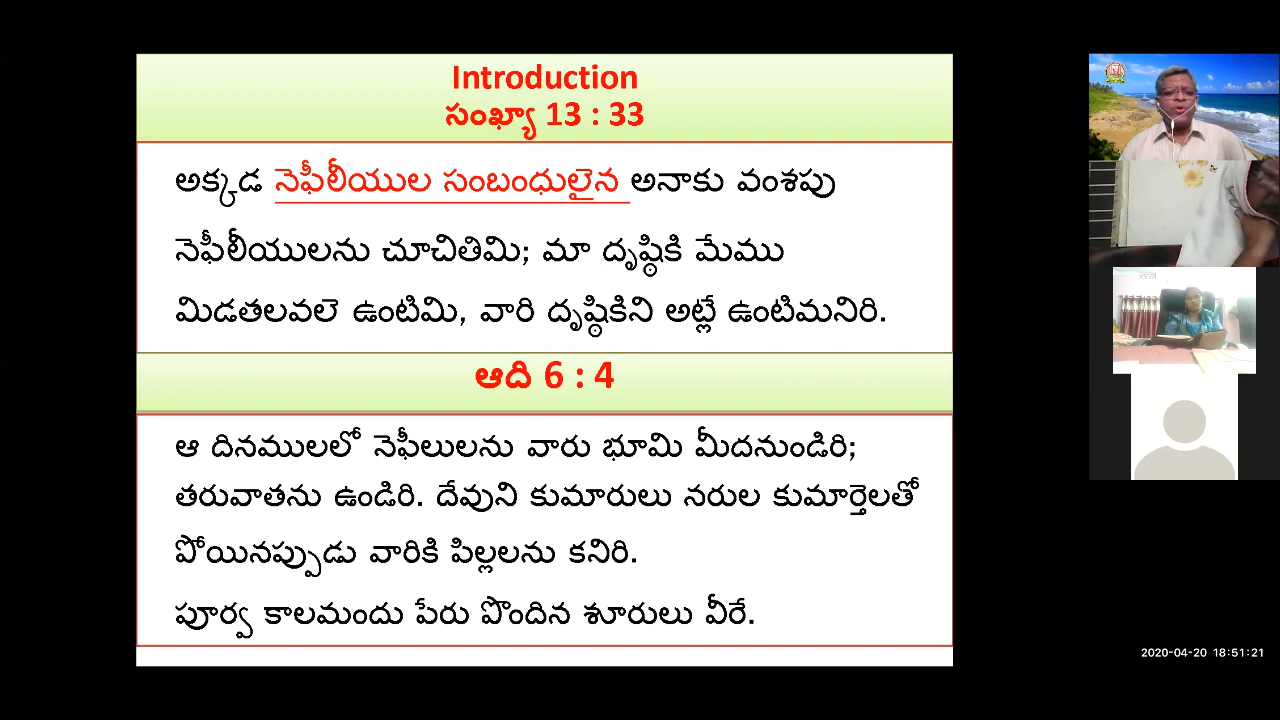 Introduction
సంఖ్యా 13 : 33
అక్కడ నెఫీలీయుల సంబంధులైన అనాకు వంశపు
నెఫీలీయులను చూచితిమి; మా దృష్ఠికి మేము
మిడతలవలె ఉంటిమి, వారి దృష్ఠికిని అట్లే ఉంటిమనిరి.
ఆది 6 : 4
ఆ దినములలో నెఫీలులను వారు భూమి మీదనుండిరి;
తరువాతను ఉండిరి. దేవుని కుమారులు నరుల కుమార్తెలతో
పోయినప్పుడు వారికి పిల్లలను కనిరి.
పూర్వ కాలమందు పేరు పొందిన శూరులు వీరే.
2020-04-20 18:51:21